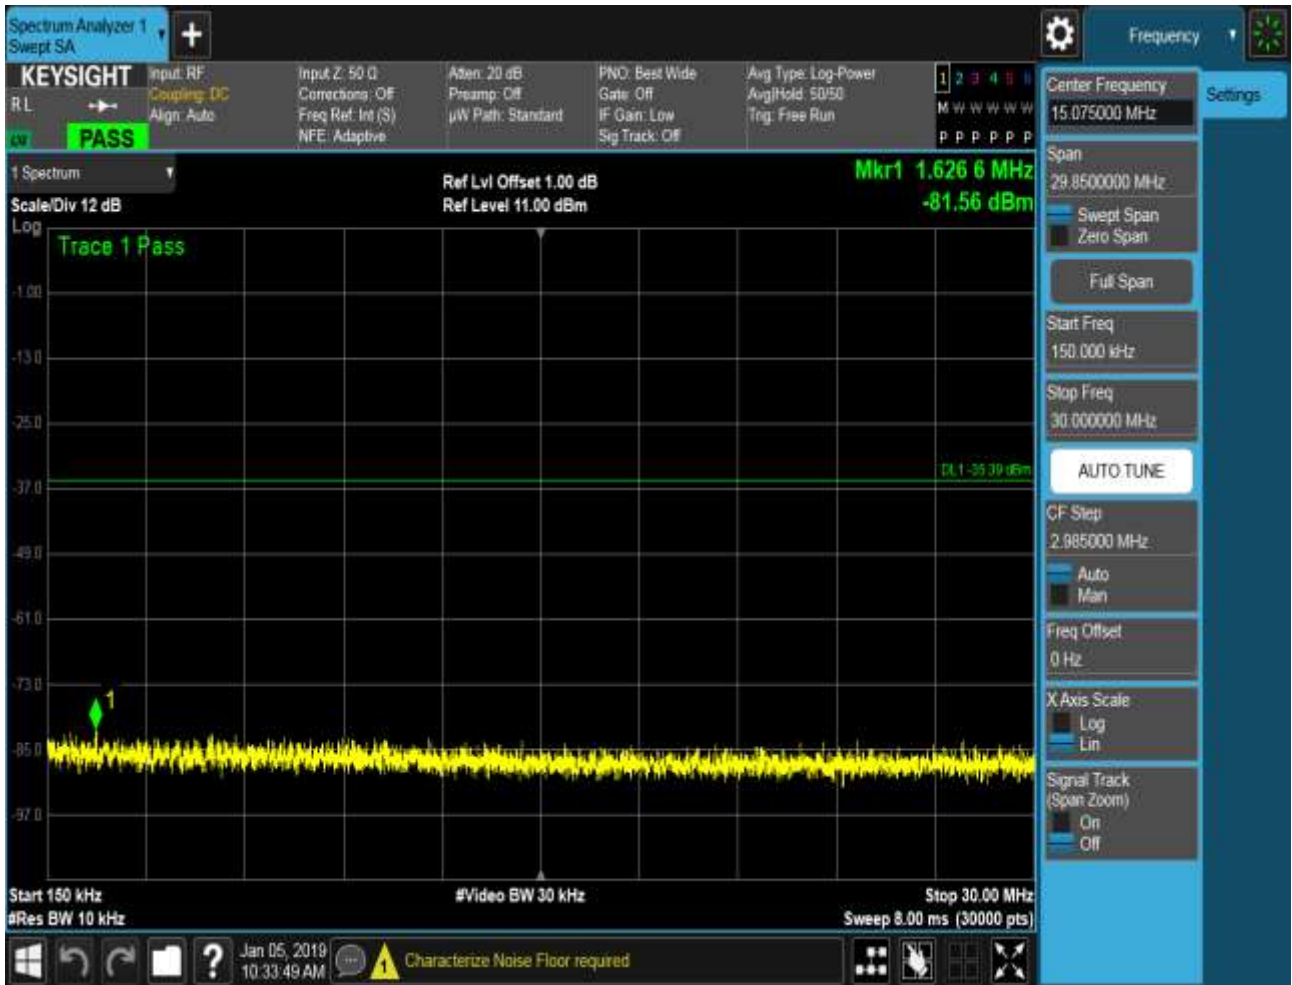 Spectrum Analyzer 1
Swept SA
Frequency
KEYSIGHT
R L
PASS
Input: RF
Coupling: DC
Align: Auto
Input Z: 50 Ω
Corrections: Off
Freq Ref: Int (S)
NFE: Adaptive
Atten: 20 dB
Preamp: Off
µW Path: Standard
PNO: Best Wide
Gate: Off
IF Gain: Low
Sig Track: Off
Avg Type: Log-Power
Avg|Hold: 50/50
Trig: Free Run
1 2 3 4 5 6
M W W W W W
P P P P P P
Settings
Center Frequency
15.075000 MHz
Span
29.8500000 MHz
Swept Span
Zero Span
Full Span
Start Freq
150.000 kHz
Stop Freq
30.000000 MHz
AUTO TUNE
CF Step
2.985000 MHz
Auto
Man
Freq Offset
0 Hz
X Axis Scale
Log
Lin
Signal Track
(Span Zoom)
On
Off
1 Spectrum
Scale/Div 12 dB
Log
Ref Lvl Offset 1.00 dB
Ref Level 11.00 dBm
Mkr1 1.626 6 MHz
-81.56 dBm
Trace 1 Pass
-1.00
-13.0
-25.0
DL1 -35.39 dBm
-37.0
-49.0
-61.0
-73.0
1
-85.0
-97.0
Start 150 kHz
#Video BW 30 kHz
Stop 30.00 MHz
#Res BW 10 kHz
Sweep 8.00 ms (30000 pts)
?
Jan 05, 2019
10:33:49 AM
1
Characterize Noise Floor required